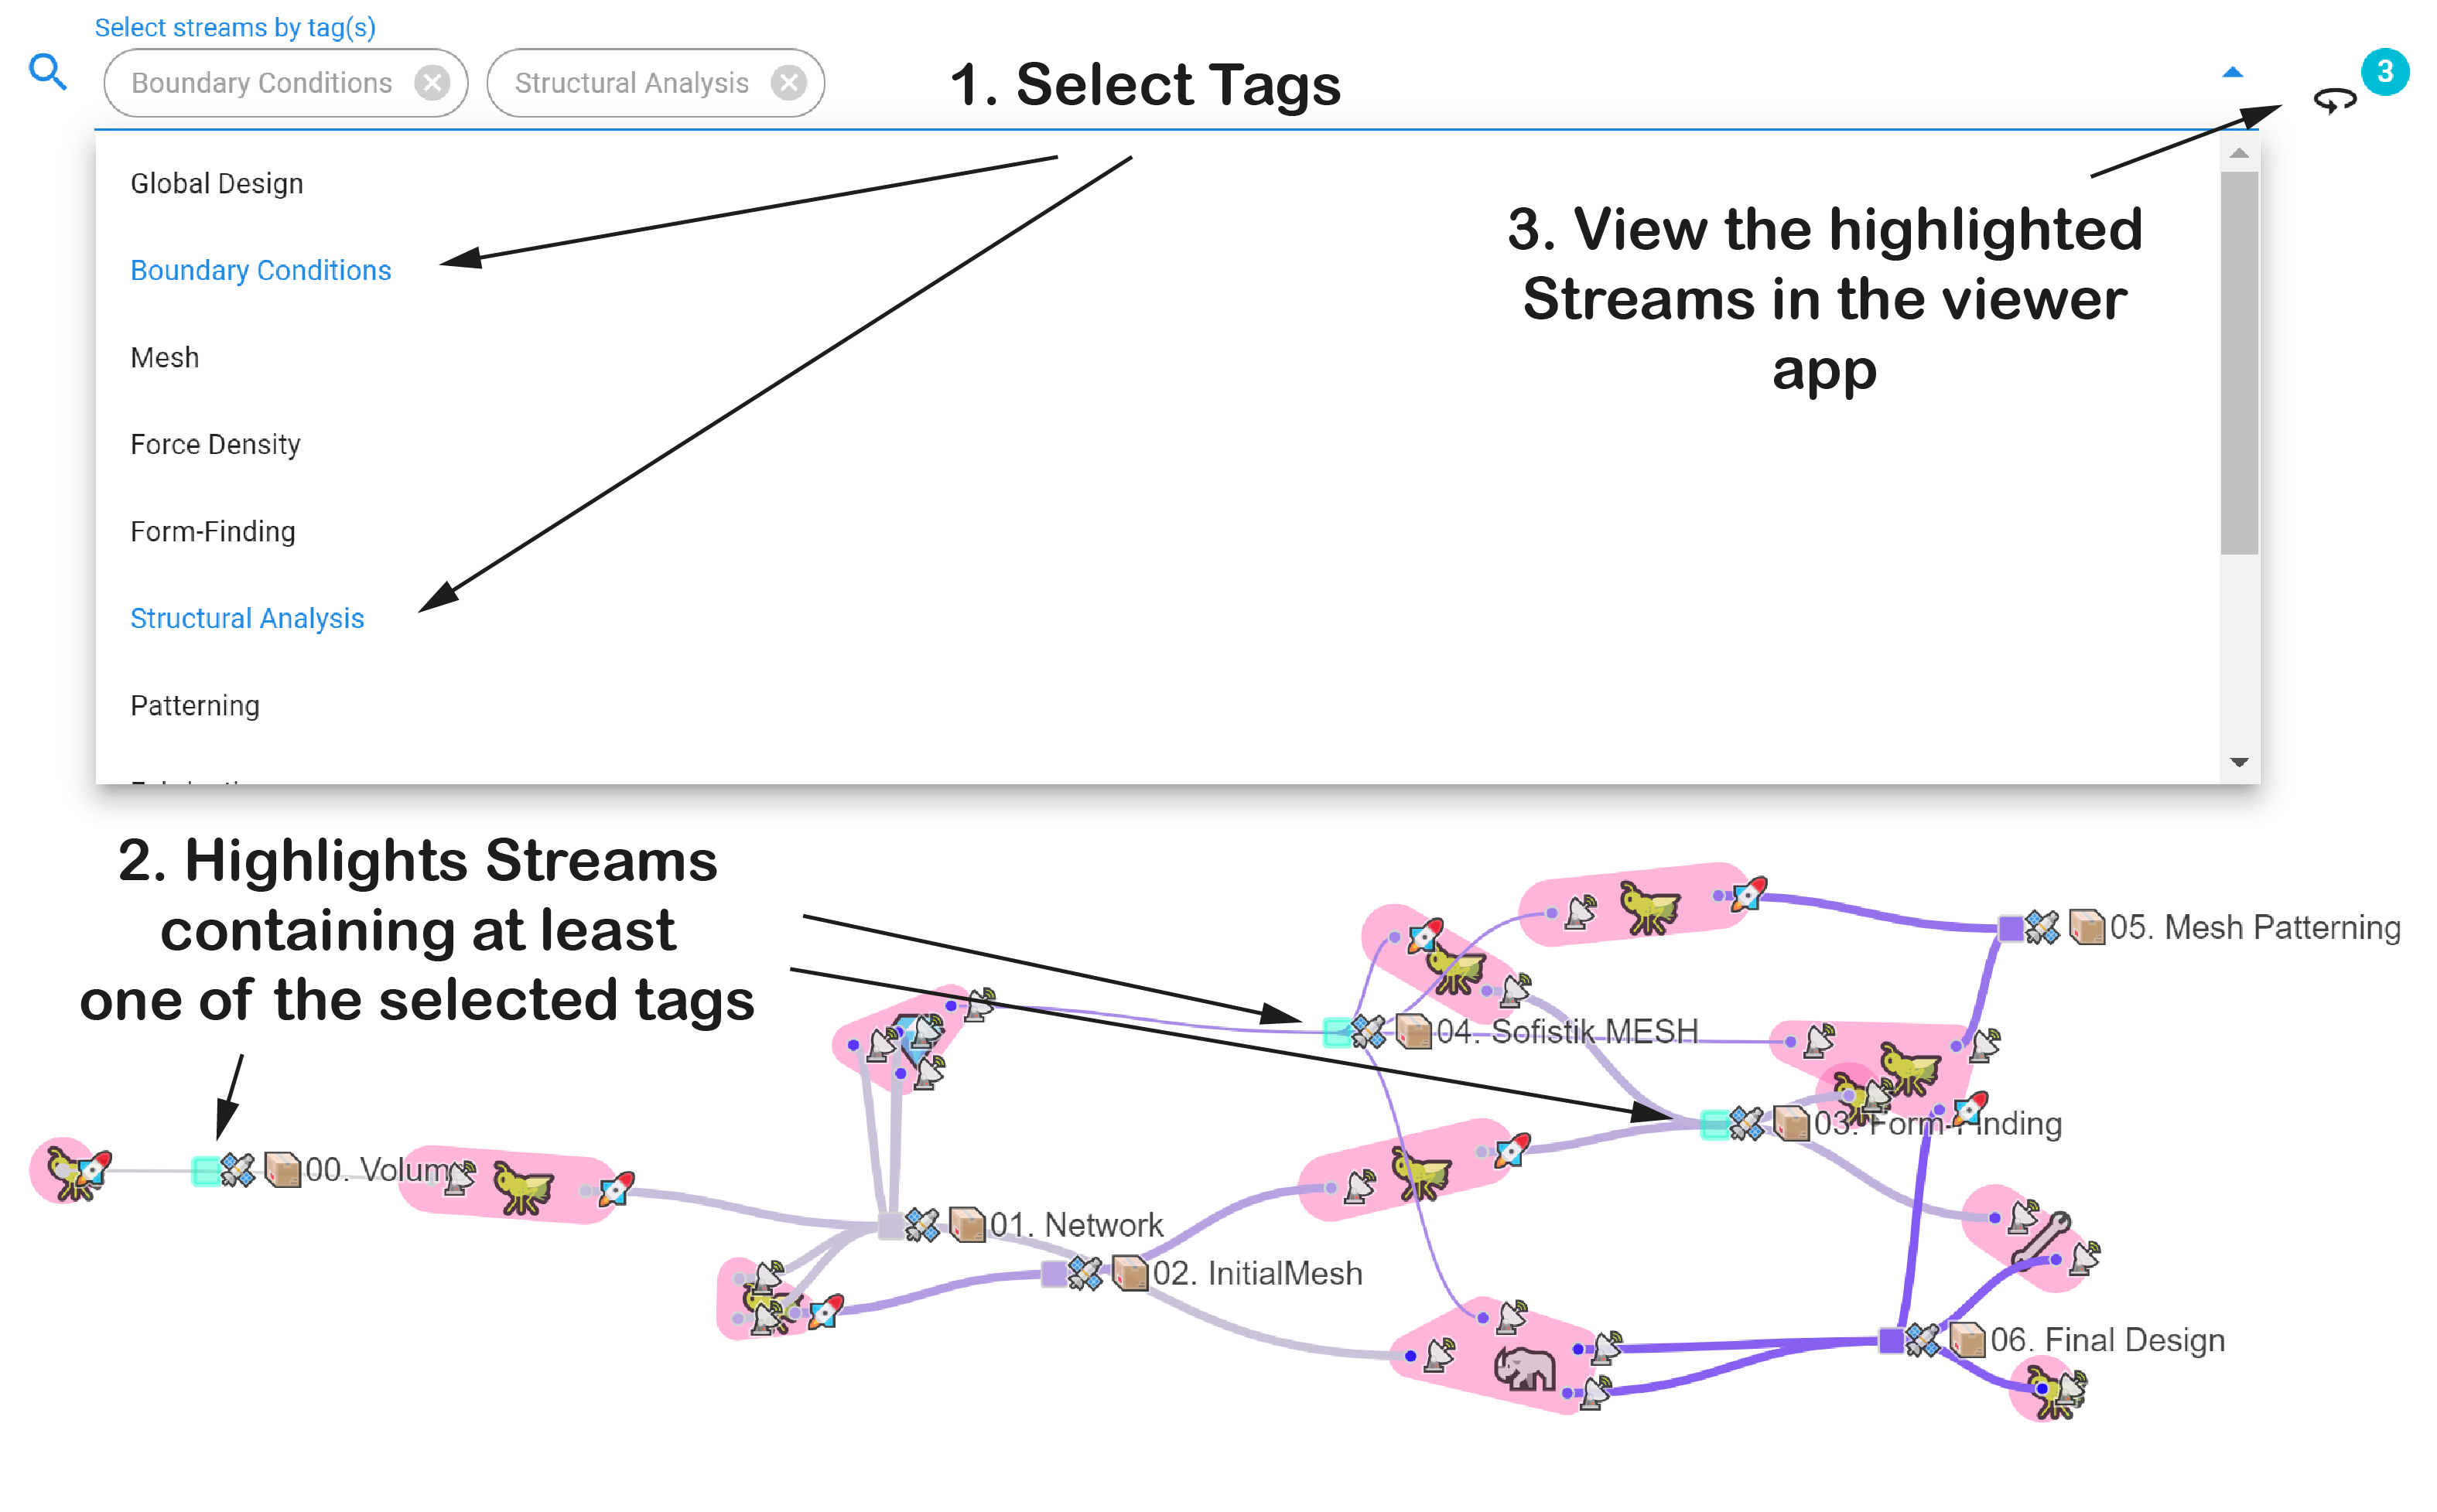 Select streams by tag(s)
Boundary Conditions
Structural Analysis
1. Select Tags
3
Global Design
Boundary Conditions
Mesh
Force Density
Form-Finding
Structural Analysis
Patterning
3. View the highlighted
Streams in the viewer
app
2. Highlights Streams
containing at least
one of the selected tags
05. Mesh Patterning
04. Sofistik MESH
03. Form-Finding
00. Volum
01. Network
02. InitialMesh
06. Final Design